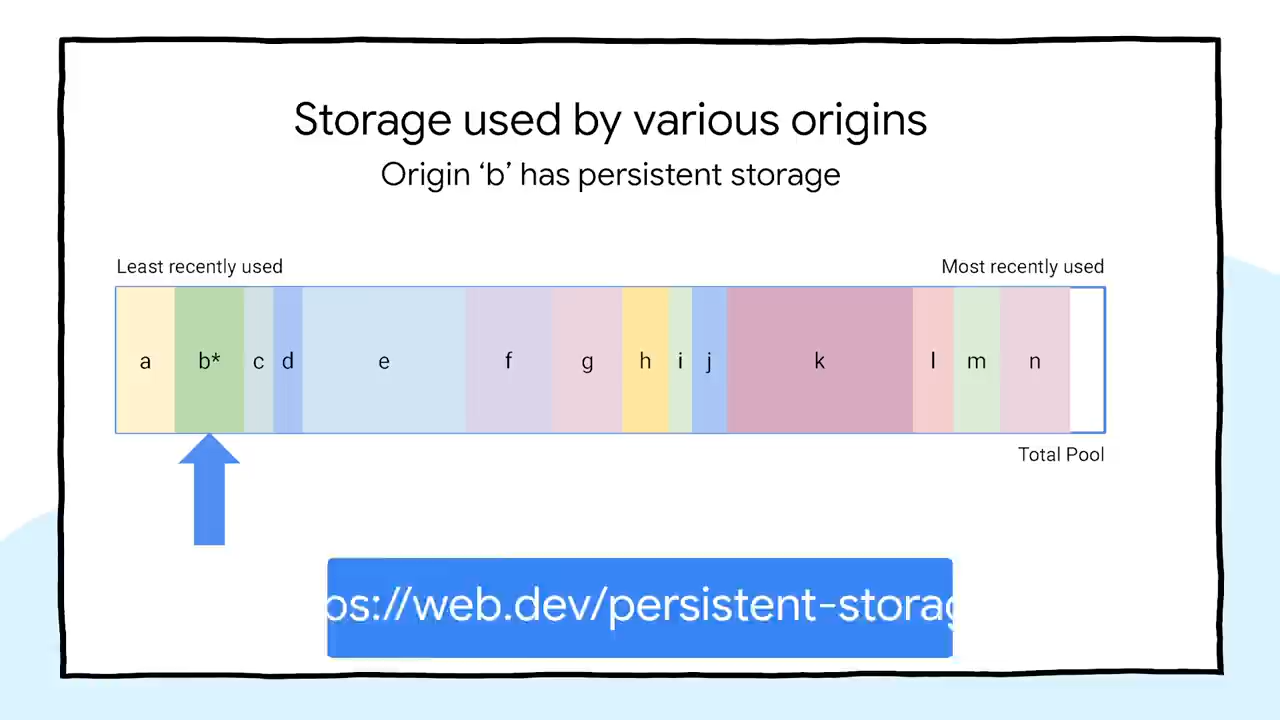 Storage used by various origins
Origin ‘b’ has persistent storage
Least recently used Most recently used
a b* c d e f g h i j k l m n
Total Pool
os://web.dev/persistent-storag